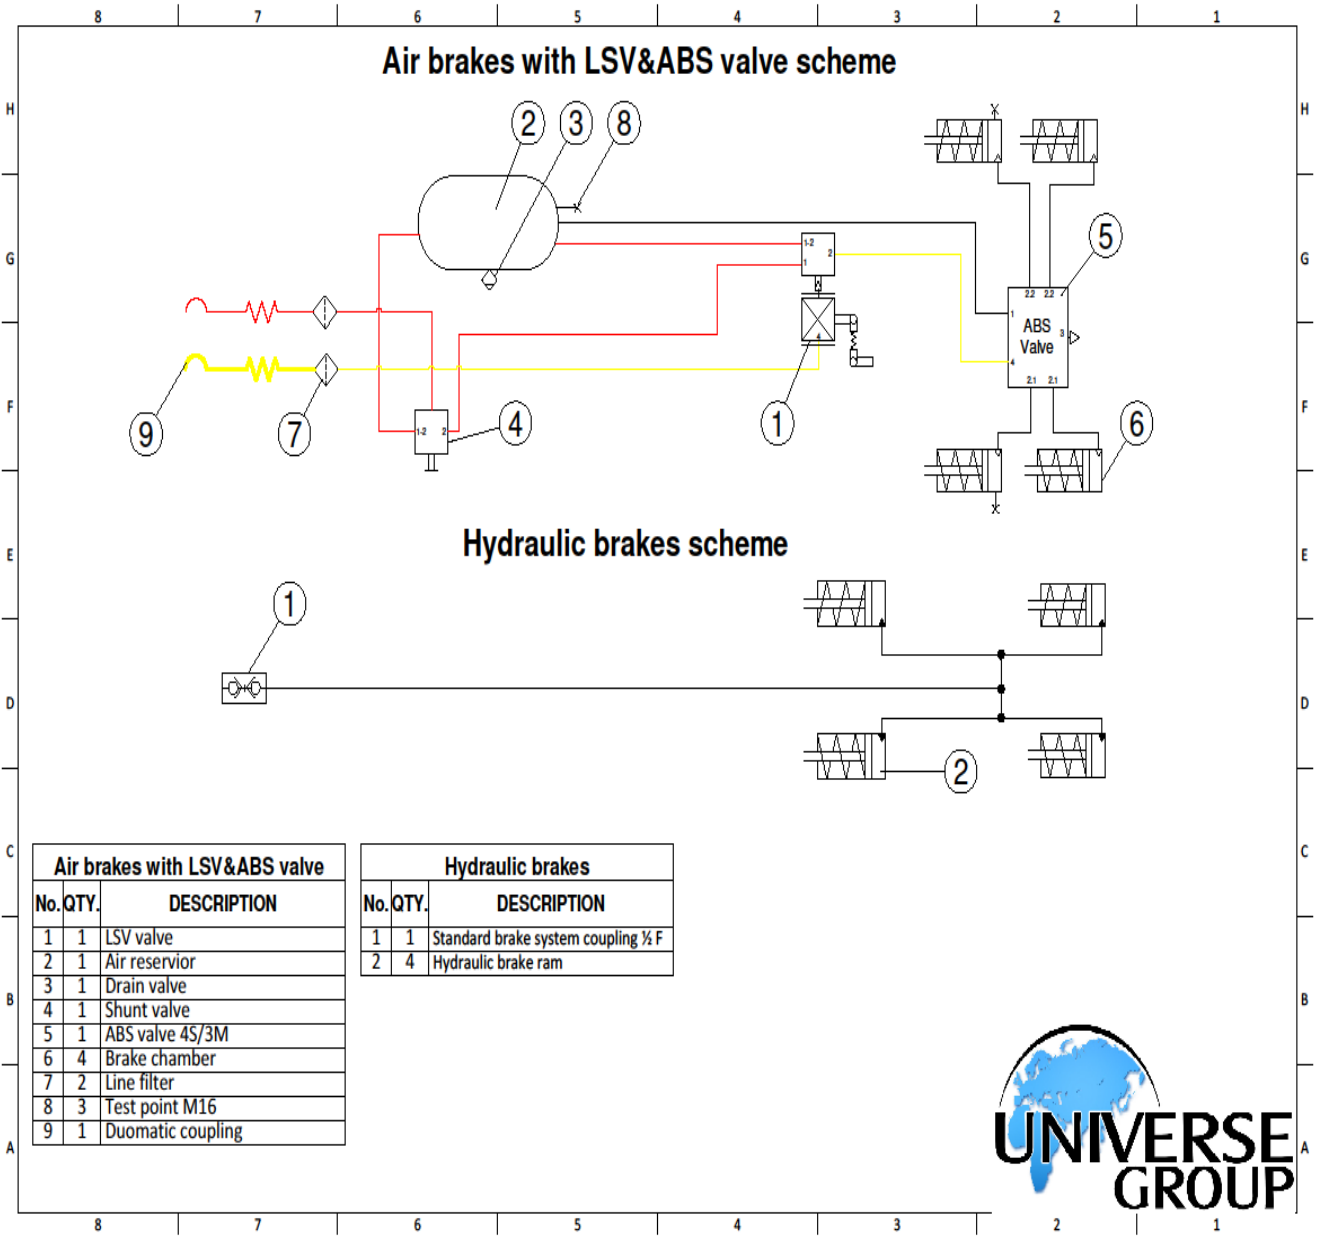 8 7 6 5 4 3 2 1
Air brakes with LSV&ABS valve scheme
H H
2 3 8
5
G G
1-2
1
2
2.2 2.2
1
ABS
Valve
3
4
2.1 2.1
4
F F
9 7 1-2 2 4 1 6
Hydraulic brakes scheme
E E
1
D D
2
C C
Air brakes with LSV&ABS valve
No. QTY. DESCRIPTION
1 1 LSV valve
2 1 Air reservior
3 1 Drain valve
4 1 Shunt valve
5 1 ABS valve 4S/3M
6 4 Brake chamber
7 2 Line filter
8 3 Test point M16
9 1 Duomatic coupling
Hydraulic brakes
No. QTY. DESCRIPTION
1 1 Standard brake system coupling ½ F
2 4 Hydraulic brake ram
B B
UNIVERSE
GROUP
A A
8 7 6 5 4 3 2 1